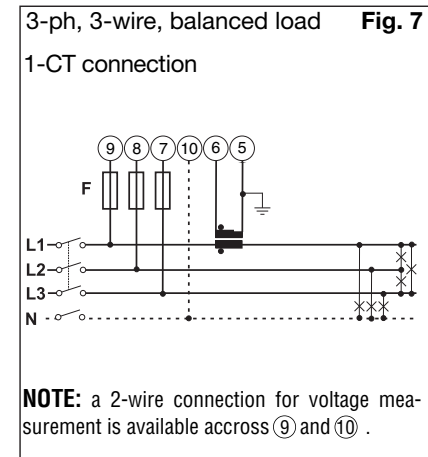 3-ph, 3-wire, balanced load Fig. 7
1-CT connection
9 8 7 10 6 5
F
L1
L2
L3
N
NOTE: a 2-wire connection for voltage mea-
surement is available accross 9 and 10 .